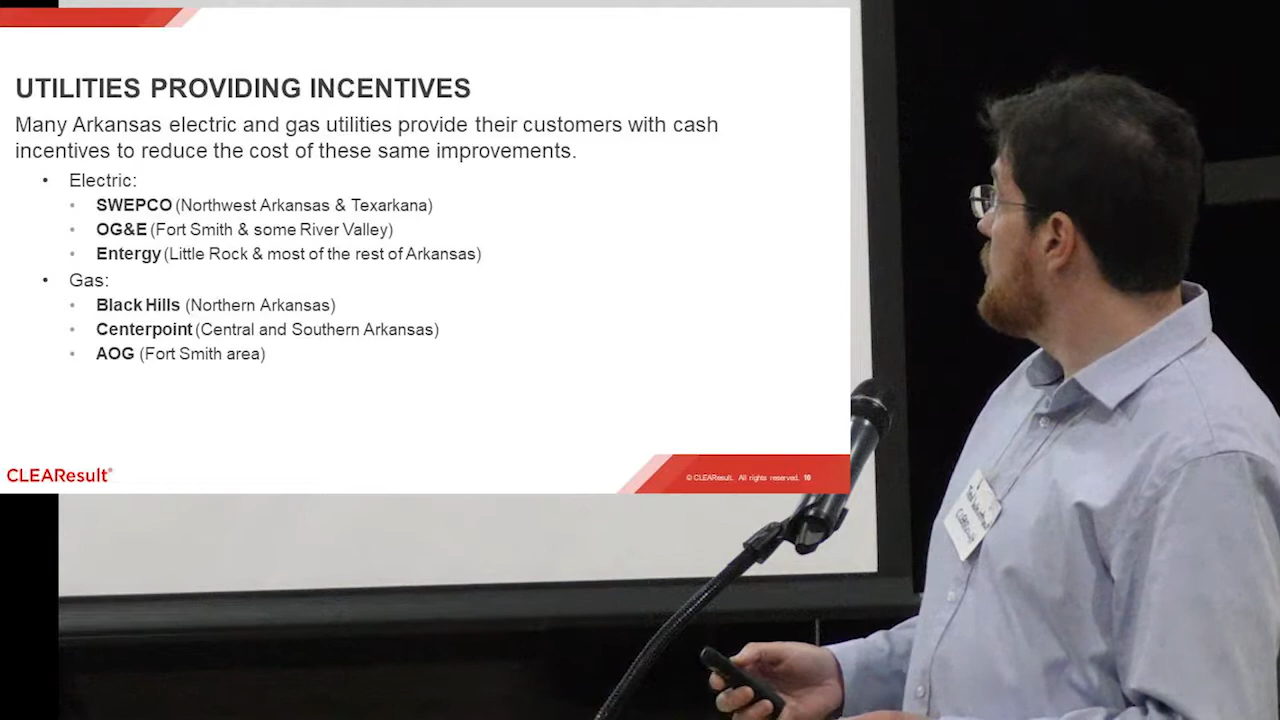 UTILITIES PROVIDING INCENTIVES
Many Arkansas electric and gas utilities provide their customers with cash
incentives to reduce the cost of these same improvements.
• Electric:
• SWEPCO (Northwest Arkansas & Texarkana)
• OG&E (Fort Smith & some River Valley)
• Entergy (Little Rock & most of the rest of Arkansas)
• Gas:
• Black Hills (Northern Arkansas)
• Centerpoint (Central and Southern Arkansas)
• AOG (Fort Smith area)
CLEAResult®
© CLEAResult. All rights reserved. 10
CLEAResult